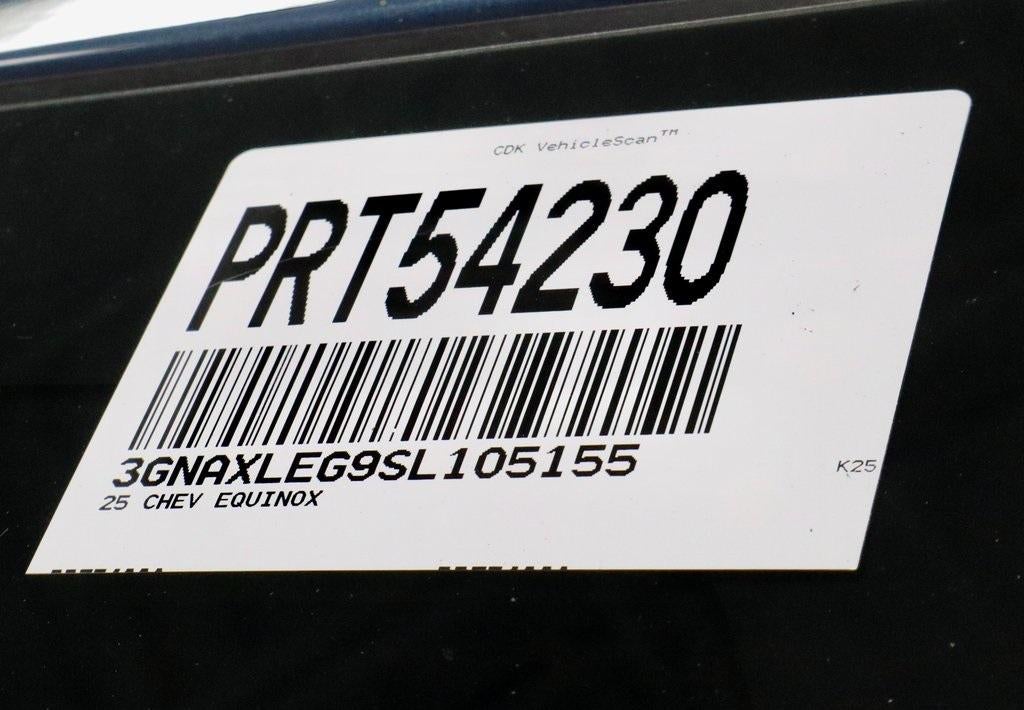 CDK VehicleScan™
PRT54230
3GNAXLEG9SL105155
25 CHEV EQUINOX
K25